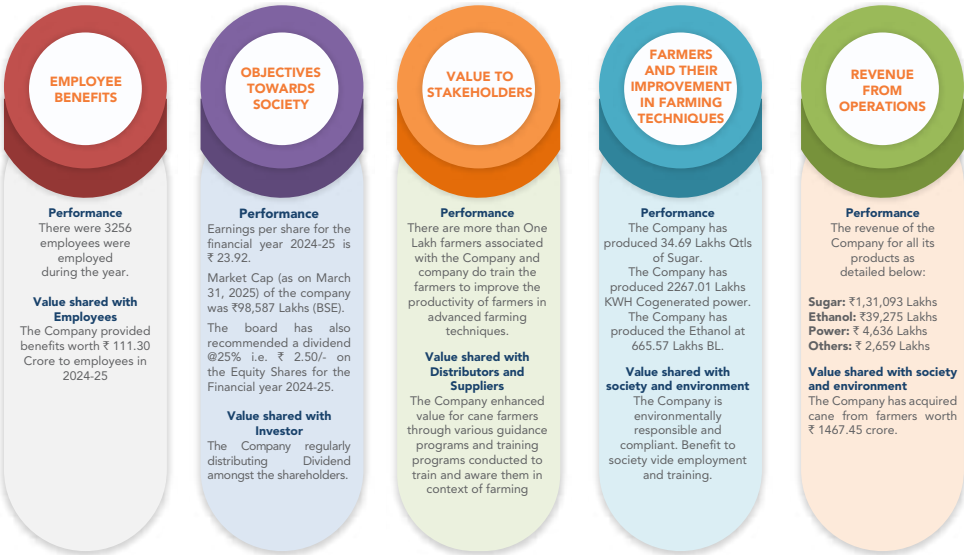 EMPLOYEE
BENEFITS
Performance
There were 3256
employees were
employed
during the year.
Value shared with
Employees
The Company provided
benefits worth ₹ 111.30
Crore to employees in
2024-25
OBJECTIVES
TOWARDS
SOCIETY
Performance
Earnings per share for the
financial year 2024-25 is
₹ 23.92.
Market Cap (as on March
31, 2025) of the company
was ₹98,587 Lakhs (BSE).
The board has also
recommended a dividend
@25% i.e. ₹ 2.50/- on
the Equity Shares for the
Financial year 2024-25.
Value shared with
Investor
The Company regularly
distributing Dividend
amongst the shareholders.
VALUE TO
STAKEHOLDERS
Performance
There are more than One
Lakh farmers associated
with the Company and
company do train the
farmers to improve the
productivity of farmers in
advanced farming
techniques.
Value shared with
Distributors and
Suppliers
The Company enhanced
value for cane farmers
through various guidance
programs and training
programs conducted to
train and aware them in
context of farming
FARMERS
AND THEIR
IMPROVEMENT
IN FARMING
TECHNIQUES
Performance
The Company has
produced 34.69 Lakhs Qtls
of Sugar.
The Company has
produced 2267.01 Lakhs
KWH Cogenerated power.
The Company has
produced the Ethanol at
665.57 Lakhs BL.
Value shared with
society and environment
The Company is
environmentally
responsible and
compliant. Benefit to
society vide employment
and training.
REVENUE
FROM
OPERATIONS
Performance
The revenue of the
Company for all its
products as
detailed below:
Sugar: ₹1,31,093 Lakhs
Ethanol: ₹39,275 Lakhs
Power: ₹ 4,636 Lakhs
Others: ₹ 2,659 Lakhs
Value shared with society
and environment
The Company has acquired
cane from farmers worth
₹ 1467.45 crore.